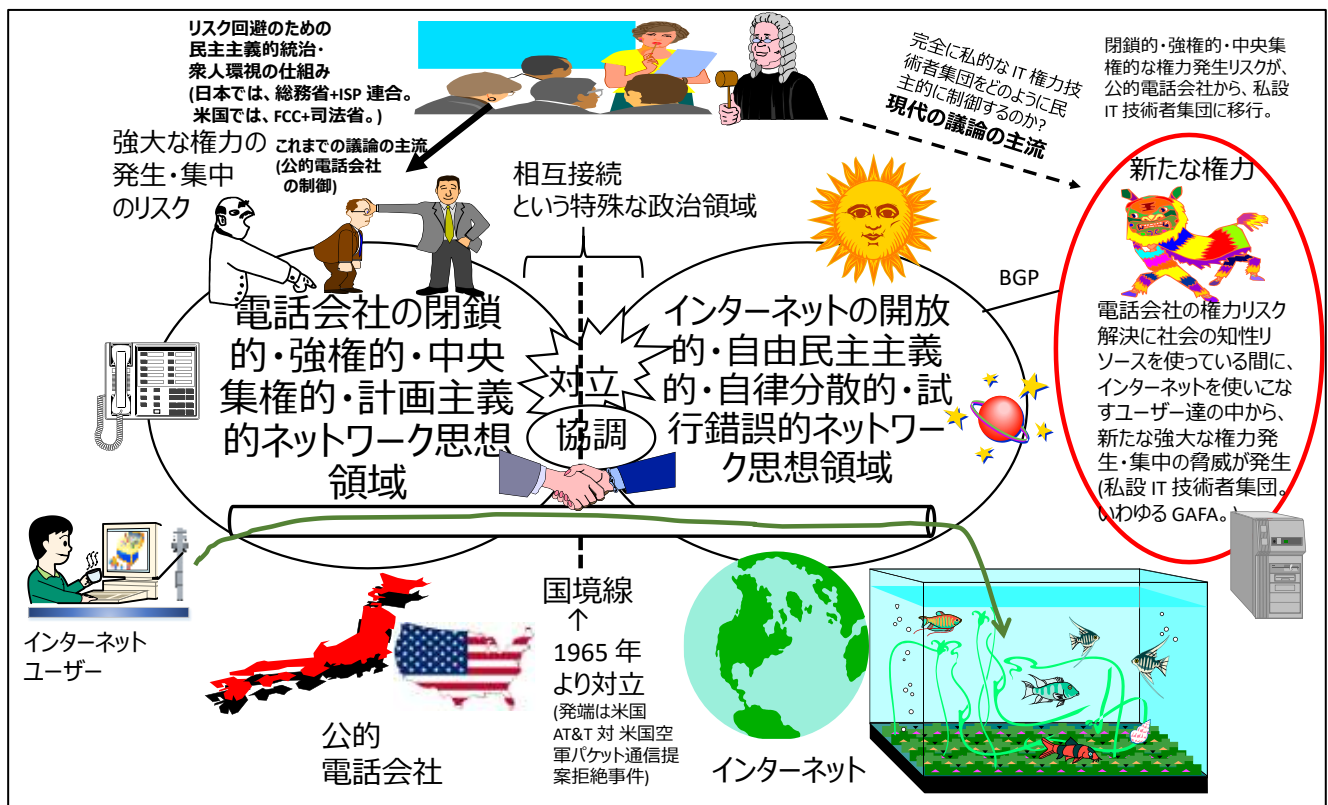 リスク回避のための
民主主義的統治・
衆人環視の仕組み
(日本では、総務省+ISP 連合。
米国では、FCC+司法省。)
強大な権力の
発生・集中
のリスク
これまでの議論の主流
(公的電話会社
の制御)
相互接続
という特殊な政治領域
完全に私的な IT 権力技
術者集団をどのように民
主的に制御するのか?
現代の議論の主流
閉鎖的・強権的・中央集
権的な権力発生リスクが、
公的電話会社から、私設
IT 技術者集団に移行。
新たな権力
BGP
電話会社の権力リスク
解決に社会の知性リ
ソースを使っている間に、
インターネットを使いこな
すユーザー達の中から、
新たな強大な権力発
生・集中の脅威が発生
(私設 IT 技術者集団。
いわゆる GAFA。)
電話会社の閉鎖
的・強権的・中央
集権的・計画主義
的ネットワーク思想
領域
対立
協調
インターネットの開放
的・自由民主主義
的・自律分散的・試
行錯誤的ネットワー
ク思想領域
インターネット
ユーザー
公的
電話会社
国境線
↑
1965 年
より対立
(発端は米国
AT&T 対 米国空
軍パケット通信提
案拒絶事件)
インターネット